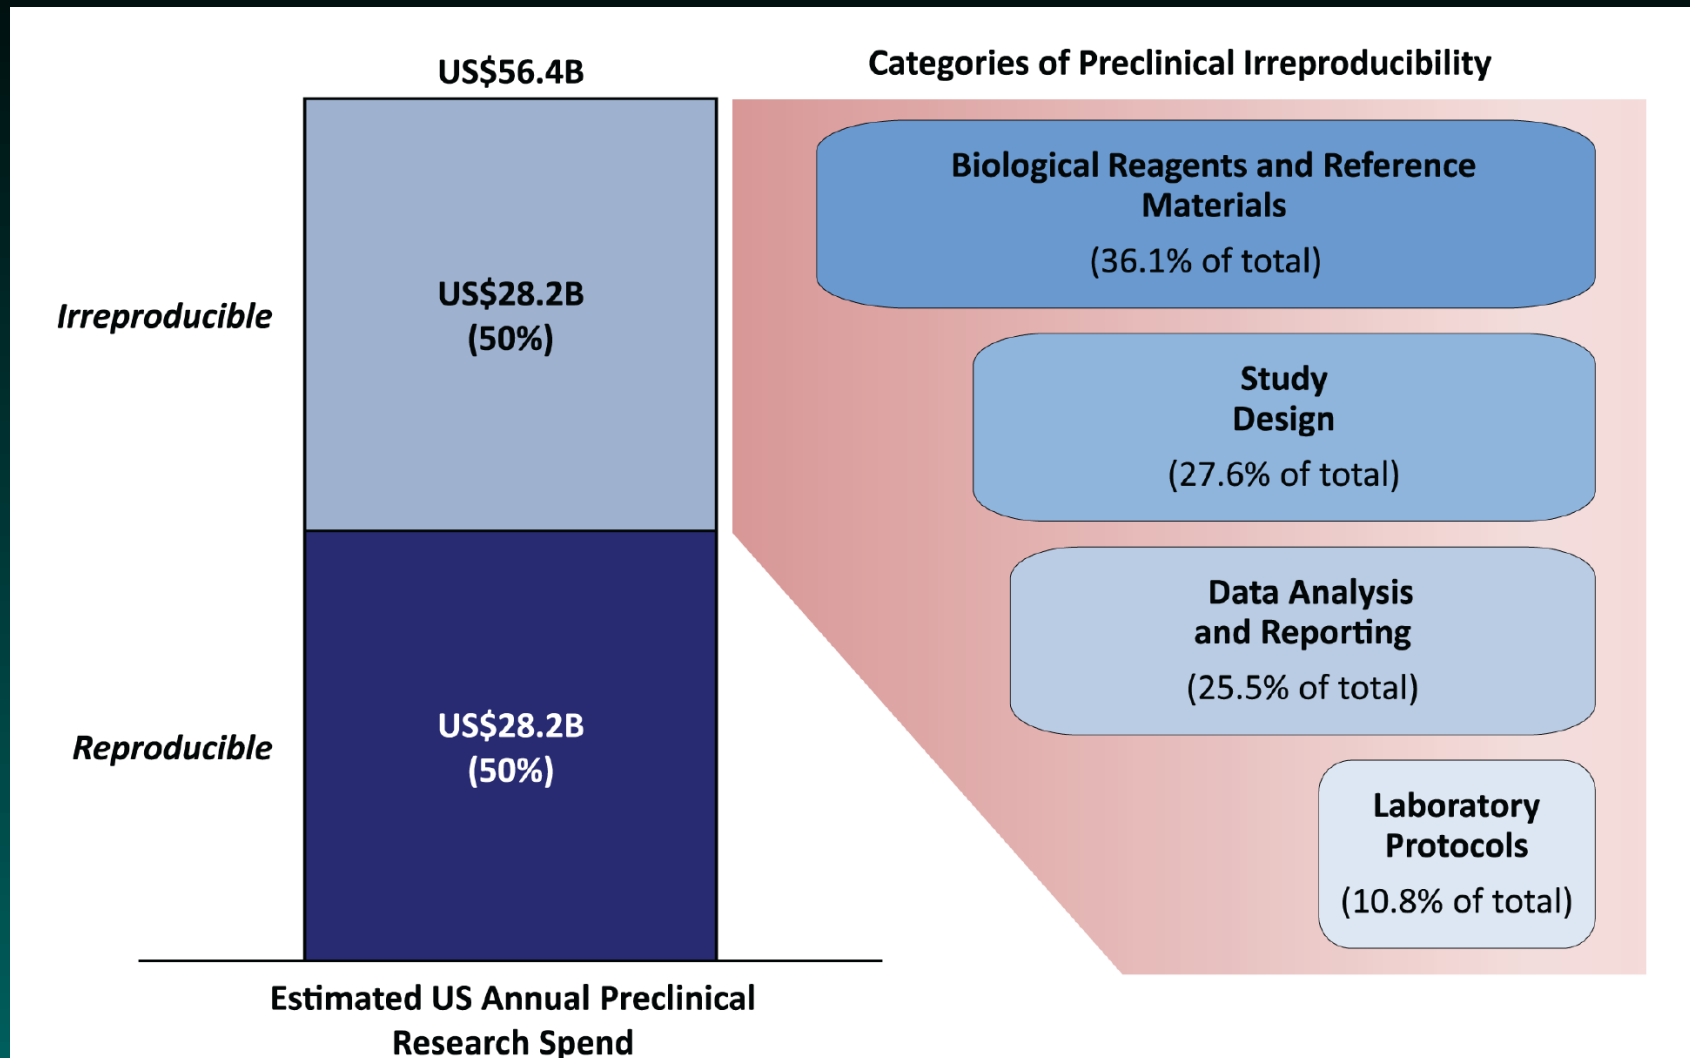 US$56.4B
Irreproducible
US$28.2B
(50%)
Reproducible
US$28.2B
(50%)
Estimated US Annual Preclinical
Research Spend
Categories of Preclinical Irreproducibility
Biological Reagents and Reference
Materials
(36.1% of total)
Study
Design
(27.6% of total)
Data Analysis
and Reporting
(25.5% of total)
Laboratory
Protocols
(10.8% of total)